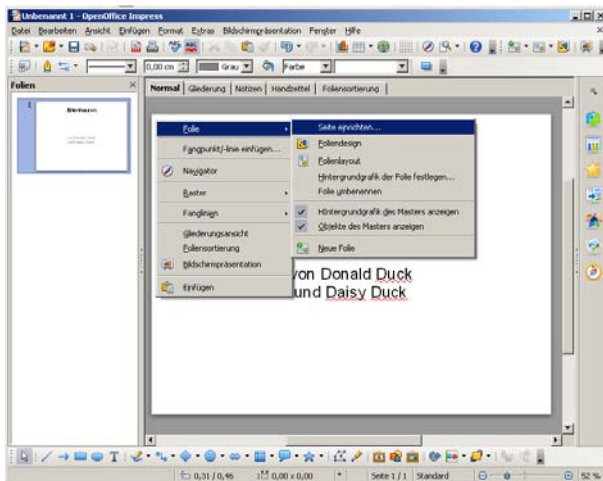 Unbenannt 1 - OpenOffice Impress
Datei Bearbeiten Ansicht Einfügen Format Extras Bildschirmpräsentation Fenster Hilfe
0,00 cm Grau Farbe
Folien
Normal Gliederung Notizen Handzettel Foliensortierung
1
Folie
Fangpunkt/-linie einfügen...
Navigator
Raster
Fanglinien
Gliederungsansicht
Foliensortierung
Bildschirmpräsentation
Einfügen
Seite einrichten...
Foliendesign
Folienlayout
Hintergrundgrafik der Folie festlegen...
Folie umbenennen
Hintergrundgrafik des Masters anzeigen
Objekte des Masters anzeigen
Neue Folie
von Donald Duck
und Daisy Duck
0,31 / 0,46 0,00 x 0,00 * Seite 1 / 1 Standard 52 %